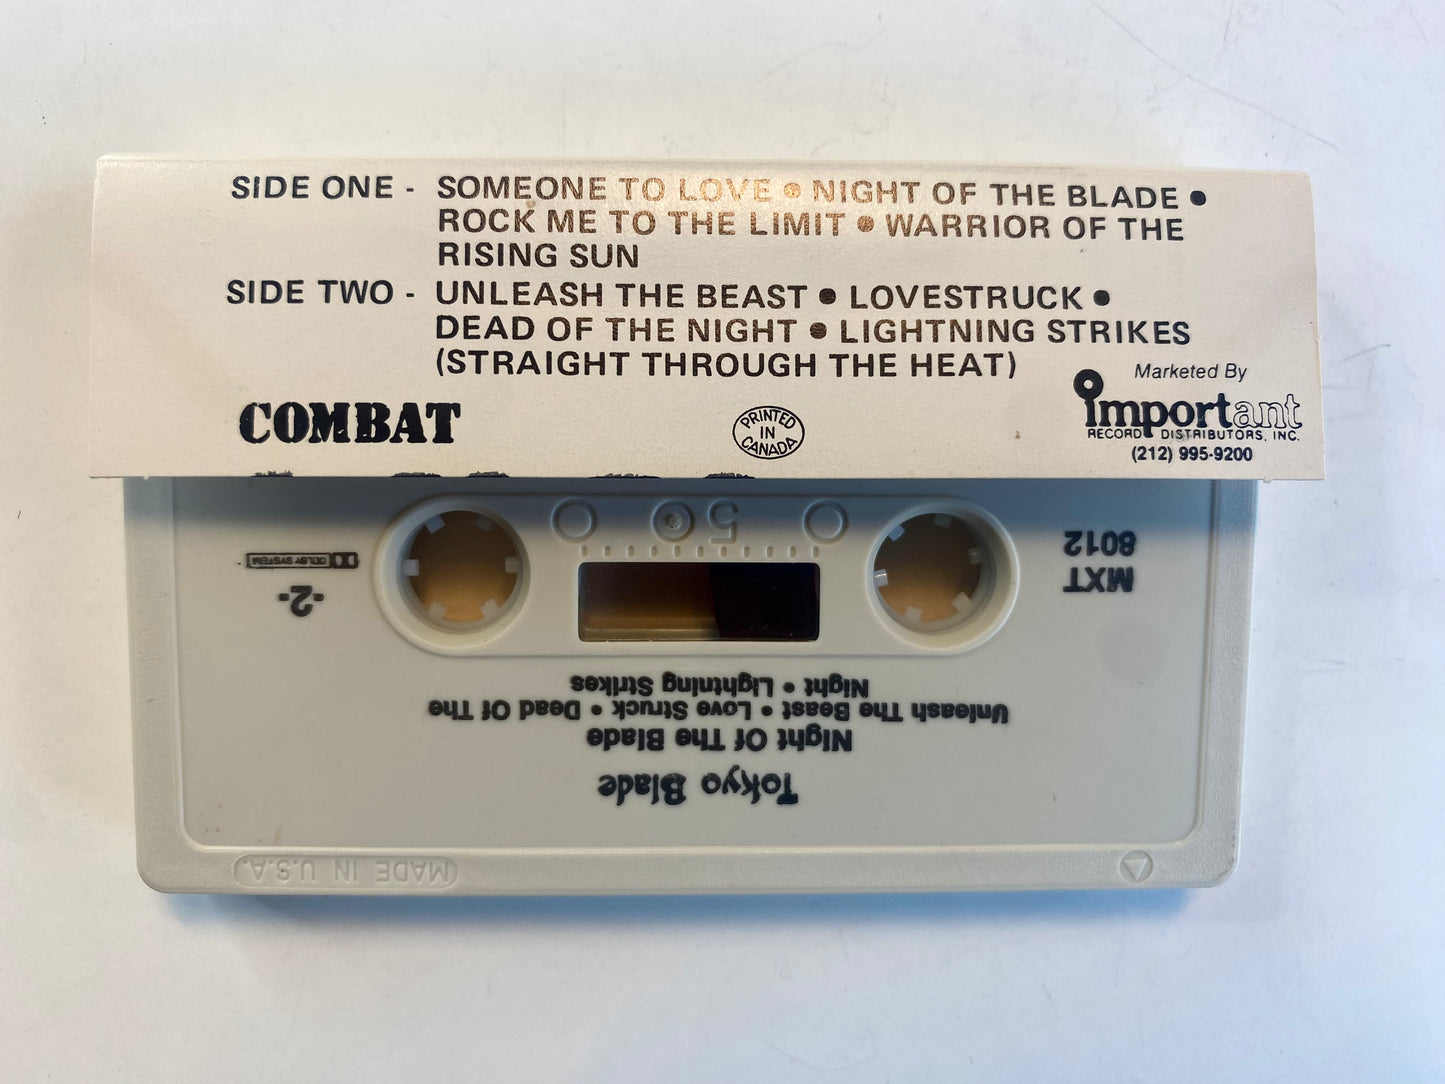 SIDE ONE - SOMEONE TO LOVE • NIGHT OF THE BLADE •
ROCK ME TO THE LIMIT • WARRIOR OF THE
RISING SUN
SIDE TWO - UNLEASH THE BEAST • LOVESTRUCK •
DEAD OF THE NIGHT • LIGHTNING STRIKES
(STRAIGHT THROUGH THE HEAT)
COMBAT
PRINTED
IN
CANADA
Marketed By
important
RECORD DISTRIBUTORS, INC.
(212) 995-9200
Tokyo Blade
Night Of The Blade
Unleash The Beast • Love Struck • Dead Of The
Night • Lightning Strikes
MXT
8012
-2-
DOLBY SYSTEM
5
MADE IN U.S.A.